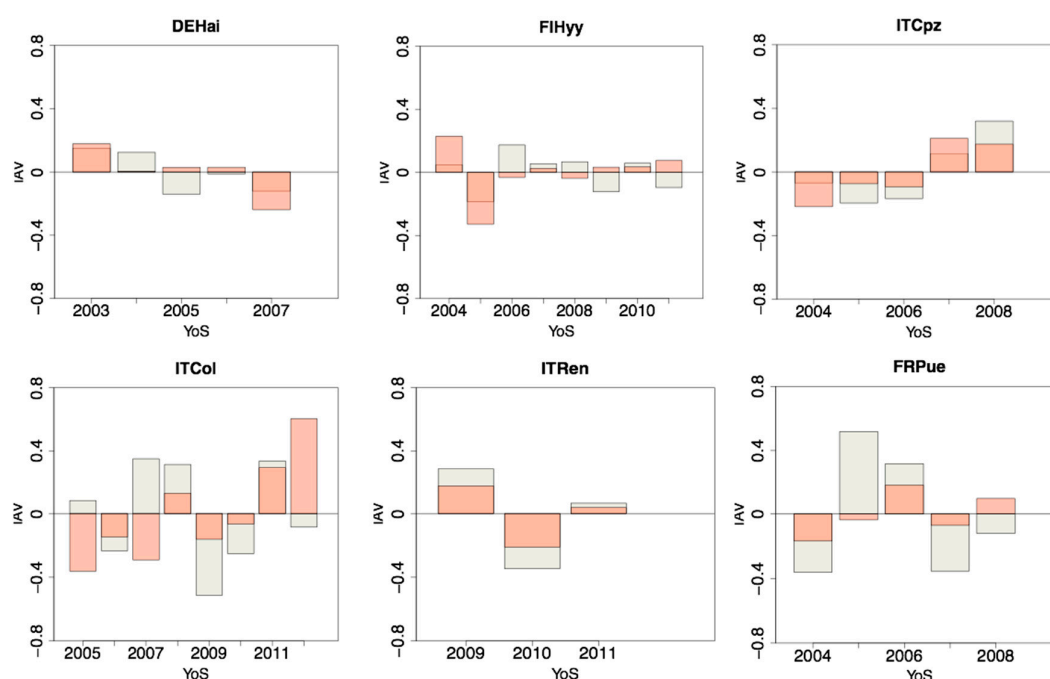 DEHai
FIHyy
ITCpz
IAV
−0.8 −0.4 0 0.4 0.8
2003 2005 2007
YoS
IAV
−0.8 −0.4 0 0.4 0.8
2004 2006 2008 2010
YoS
IAV
−0.8 −0.4 0 0.4 0.8
2004 2006 2008
YoS
ITCol
ITRen
FRPue
IAV
−0.8 −0.4 0 0.4 0.8
2005 2007 2009 2011
YoS
IAV
−0.8 −0.4 0 0.4 0.8
2009 2010 2011
YoS
IAV
−0.8 −0.4 0 0.4 0.8
2004 2006 2008
YoS